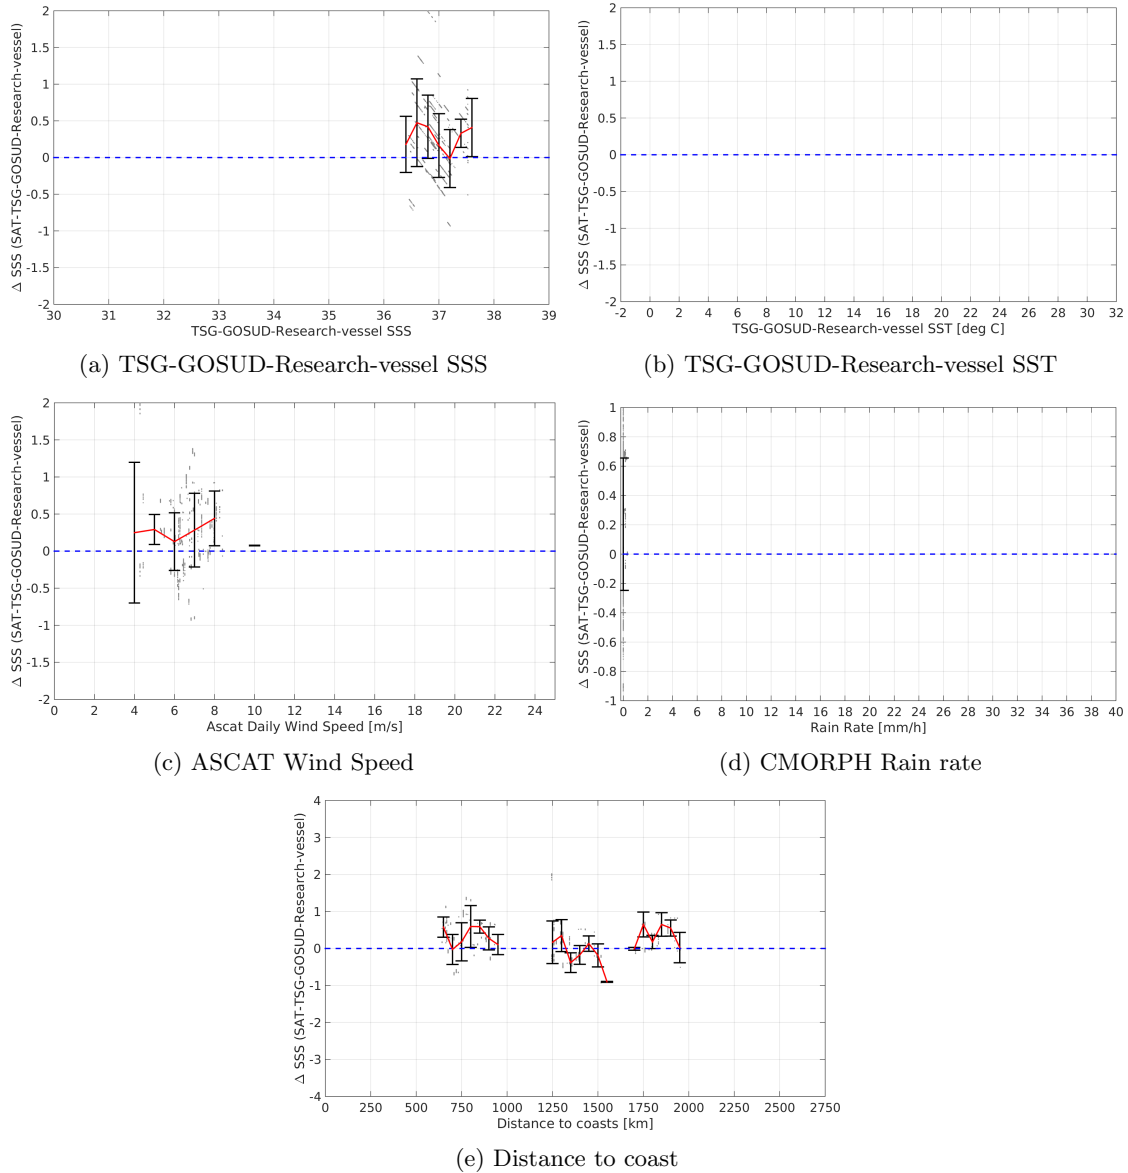 2
1.5
1
0.5
0
-0.5
-1
-1.5
-2
Δ SSS (SAT-TSG-GOSUD-Research-vessel)
30 31 32 33 34 35 36 37 38 39
TSG-GOSUD-Research-vessel SSS
(a) TSG-GOSUD-Research-vessel SSS
2
1.5
1
0.5
0
-0.5
-1
-1.5
-2
Δ SSS (SAT-TSG-GOSUD-Research-vessel)
-2 0 2 4 6 8 10 12 14 16 18 20 22 24 26 28 30 32
TSG-GOSUD-Research-vessel SST [deg C]
(b) TSG-GOSUD-Research-vessel SST
2
1.5
1
0.5
0
-0.5
-1
-1.5
-2
Δ SSS (SAT-TSG-GOSUD-Research-vessel)
0 2 4 6 8 10 12 14 16 18 20 22 24
Ascat Daily Wind Speed [m/s]
(c) ASCAT Wind Speed
1
0.8
0.6
0.4
0.2
0
-0.2
-0.4
-0.6
-0.8
-1
Δ SSS (SAT-TSG-GOSUD-Research-vessel)
0 2 4 6 8 10 12 14 16 18 20 22 24 26 28 30 32 34 36 38 40
Rain Rate [mm/h]
(d) CMORPH Rain rate
4
3
2
1
0
-1
-2
-3
-4
Δ SSS (SAT-TSG-GOSUD-Research-vessel)
0 250 500 750 1000 1250 1500 1750 2000 2250 2500 2750
Distance to coasts [km]
(e) Distance to coast